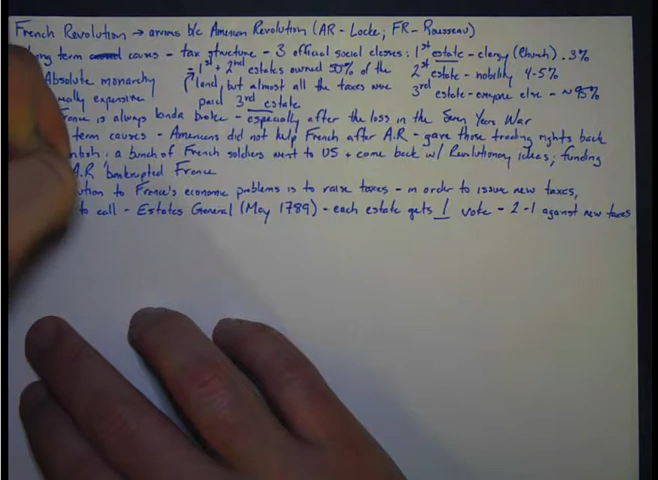 French Revolution → arrives b/c American Revolution (AR - Locke; FR - Rousseau)
long term causes - tax structure - 3 official social classes: 1st estate - clergy (Church) .3%
Absolute monarchy 1st + 2nd estates owned 50% of the 2nd estate - nobility 4-5%
expensive land, but almost all the taxes were 3rd estate - everyone else - ~95%
paid 3rd estate
is always kinda broke - especially after the loss in the Seven Years War
term causes - Americans did not help French after A.R - gave those trading rights back
a bunch of French soldiers went to US + come back w/ Revolutionary ideas; funding
A.R bankrupted France
to France's economic problems is to raise taxes - in order to issue new taxes,
to call - Estates General (May 1789) - each estate gets 1 vote - 2-1 against new taxes